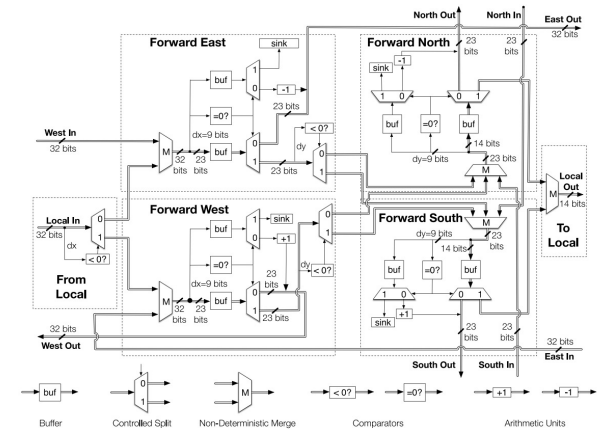 North Out
North In
East Out
32 bits
23 bits
23 bits
Forward East
sink
1
0
buf
-1
=0?
23 bits
dx=9 bits
buf
0
1
32 bits
23 bits
23 bits
dy
< 0?
0
1
M
West In
32 bits
Forward North
sink
-1
1 0
0 1
buf
=0?
buf
14 bits
dy=9 bits
23 bits
M
Local In
32 bits
dx
0
1
< 0?
From Local
Local Out
14 bits
M
To Local
Forward West
buf
1
0
sink
+1
=0?
dx=9 bits
buf
0
1
32 bits
23 bits
23 bits
23 bits
dy
< 0?
0
1
M
Forward South
M
23 bits
dy=9 bits
14 bits
buf
=0?
buf
1 0
0 1
sink
+1
32 bits
West Out
23 bits
23 bits
32 bits
East In
South Out
South In
buf
0
1
M
< 0?
=0?
+1
-1
Buffer
Controlled Split
Non-Deterministic Merge
Comparators
Arithmetic Units